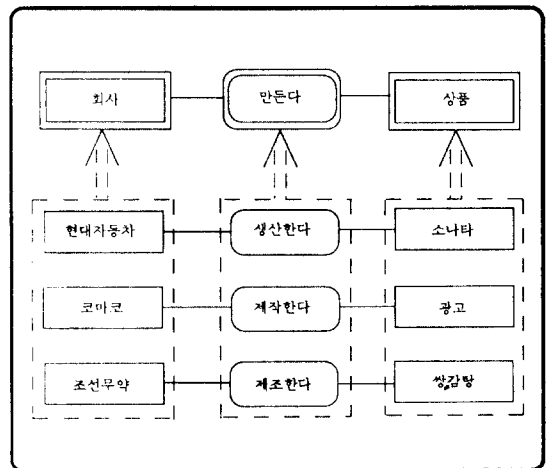 회사 만든다 상품
현대자동차 생산한다 소나타
코마코 제작한다 광고
조선무약 제조한다 쌍감탕